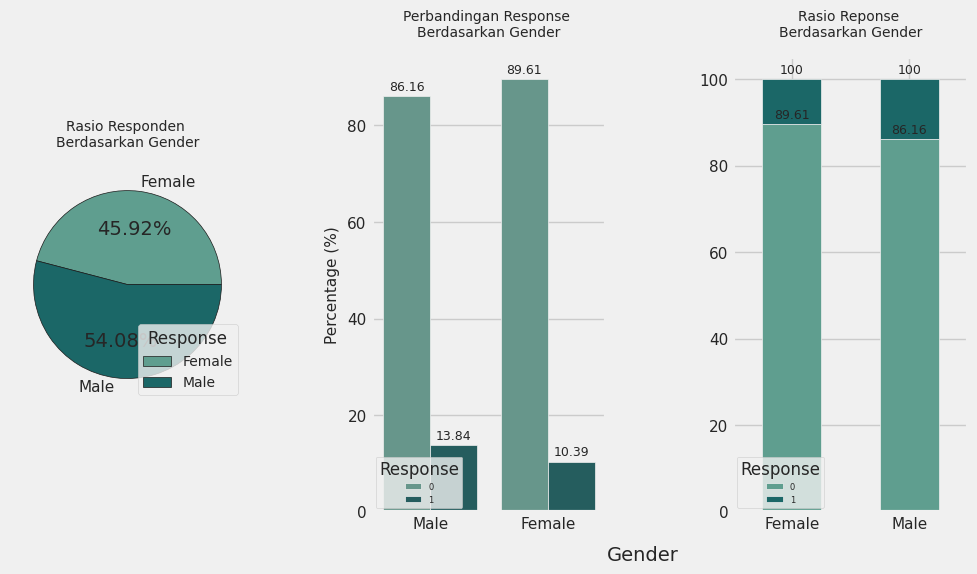 Rasio Responden
Berdasarkan Gender
Female
45.92%
54.08
Male
Response
Female
Male
Perbandingan Response
Berdasarkan Gender
Percentage (%)
80
60
40
20
0
86.16
89.61
13.84
10.39
Response
0
1
Male
Female
Rasio Reponse
Berdasarkan Gender
100
80
60
40
20
0
100
100
89.61
86.16
Response
0
1
Female
Male
Gender